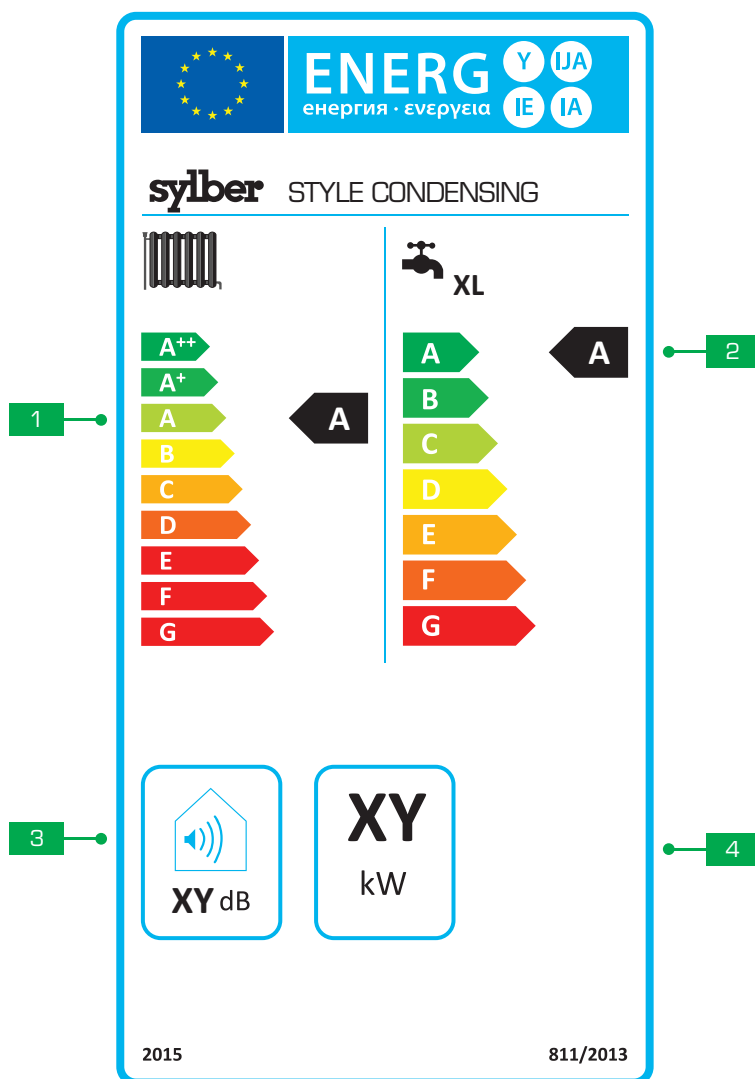 ENERG Y IJA
енергия · ενεργεια IE IA
sylber STYLE CONDENSING
XL
A++
A+
A
B
C
D
E
F
G
A
A
B
C
D
E
F
G
A
1
2
3
4
XY dB
XY
kW
2015 811/2013